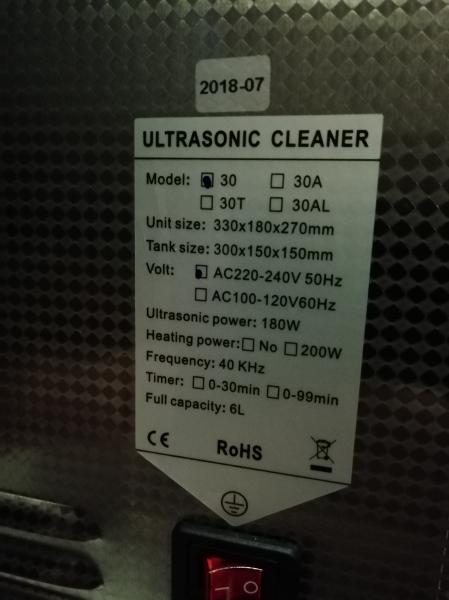 2018-07
ULTRASONIC CLEANER
Model: 30 30A
30T 30AL
Unit size: 330x180x270mm
Tank size: 300x150x150mm
Volt: AC220-240V 50Hz
AC100-120V60Hz
Ultrasonic power: 180W
Heating power: No 200W
Frequency: 40 KHz
Timer: 0-30min 0-99min
Full capacity: 6L
CE RoHS